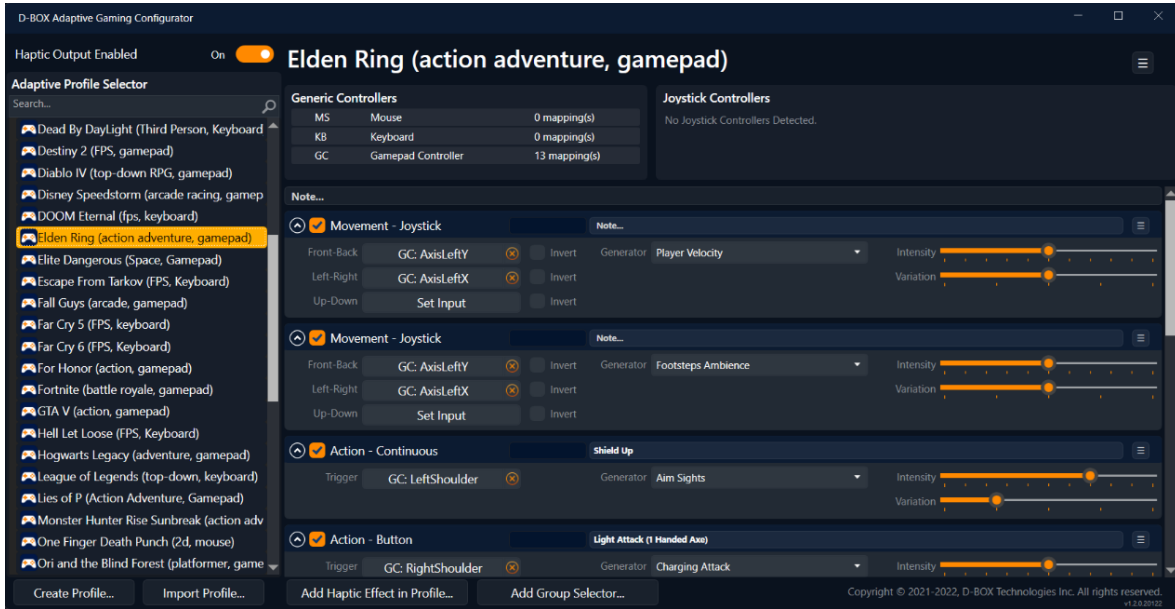 D-BOX Adaptive Gaming Configurator
Haptic Output Enabled On
Adaptive Profile Selector
Search...
Dead By DayLight (Third Person, Keyboard
Destiny 2 (FPS, gamepad)
Diablo IV (top-down RPG, gamepad)
Disney Speedstorm (arcade racing, gamep
DOOM Eternal (fps, keyboard)
Elden Ring (action adventure, gamepad)
Elite Dangerous (Space, Gamepad)
Escape From Tarkov (FPS, Keyboard)
Fall Guys (arcade, gamepad)
Far Cry 5 (FPS, keyboard)
Far Cry 6 (FPS, Keyboard)
For Honor (action, gamepad)
Fortnite (battle royale, gamepad)
GTA V (action, gamepad)
Hell Let Loose (FPS, Keyboard)
Hogwarts Legacy (adventure, gamepad)
League of Legends (top-down, keyboard)
Lies of P (Action Adventure, Gamepad)
Monster Hunter Rise Sunbreak (action adv
One Finger Death Punch (2d, mouse)
Ori and the Blind Forest (platformer, game
Create Profile... Import Profile...
Elden Ring (action adventure, gamepad)
Generic Controllers
MS Mouse 0 mapping(s)
KB Keyboard 0 mapping(s)
GC Gamepad Controller 13 mapping(s)
Joystick Controllers
No Joystick Controllers Detected.
Note...
Movement - Joystick Note...
Front-Back GC: AxisLeftY Invert Generator Player Velocity Intensity
Left-Right GC: AxisLeftX Invert Variation
Up-Down Set Input Invert
Movement - Joystick Note...
Front-Back GC: AxisLeftY Invert Generator Footsteps Ambience Intensity
Left-Right GC: AxisLeftX Invert Variation
Up-Down Set Input Invert
Action - Continuous Shield Up
Trigger GC: LeftShoulder Generator Aim Sights Intensity
Variation
Action - Button Light Attack (1 Handed Axe)
Trigger GC: RightShoulder Generator Charging Attack Intensity
Add Haptic Effect in Profile... Add Group Selector...
Copyright © 2021-2022, D-BOX Technologies Inc. All rights reserved.
v1.2.0.20122